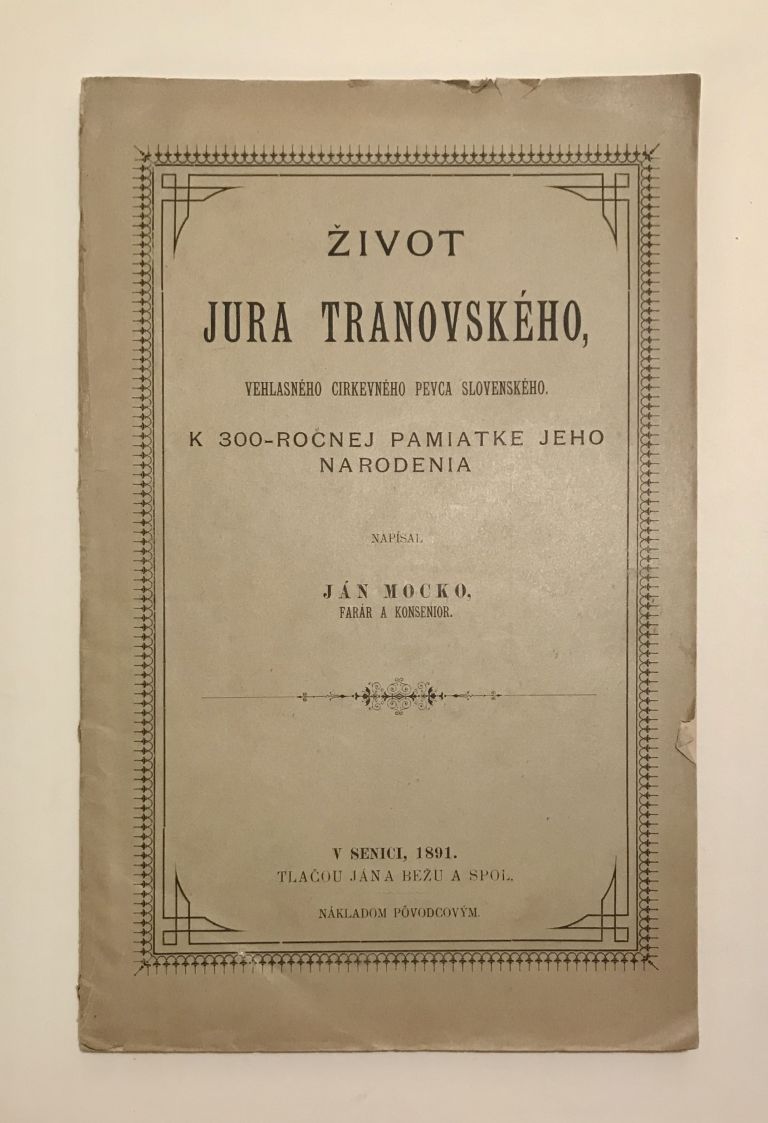 ŽIVOT
JURA TRANOVSKÉHO,
VEHLASNÉHO CIRKEVNÉHO PEVCA SLOVENSKÉHO.
K 300-ROČNEJ PAMIATKE JEHO
NARODENIA
NAPÍSAL
JÁN MOCKO,
FARÁR A KONSENIOR.
V SENICI, 1891.
TLAČOU JÁNA BEŽU A SPOL.
NÁKLADOM PÔVODCOVÝM.